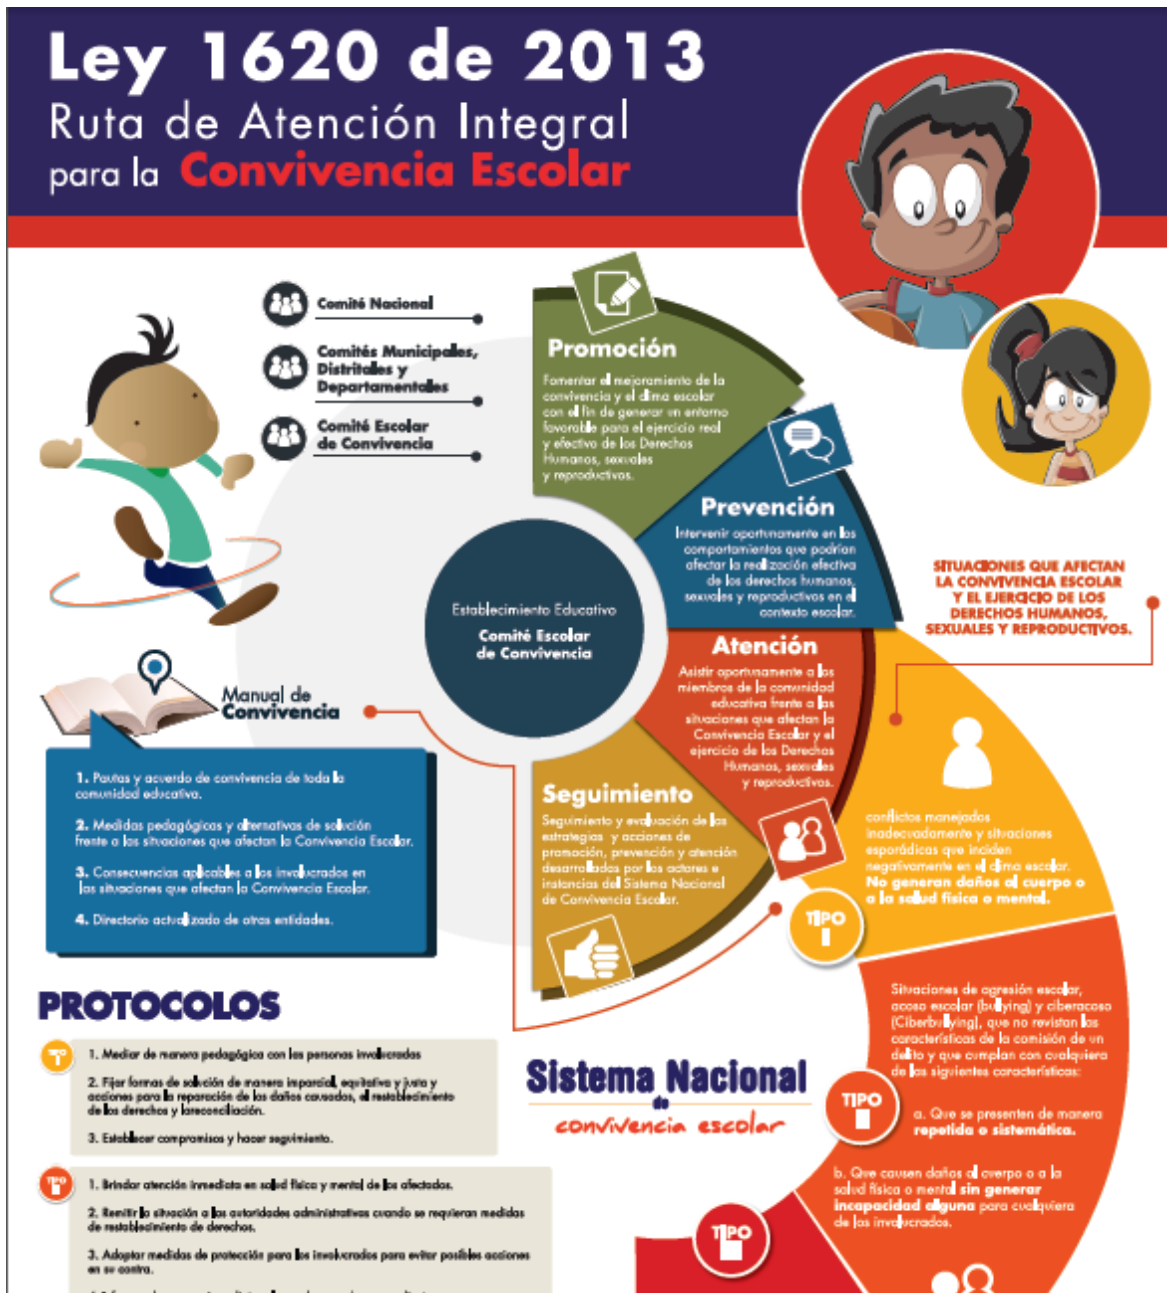 Ley 1620 de 2013
Ruta de Atención Integral
para la Convivencia Escolar
Comité Nacional
Comités Municipales,
Distritales y
Departamentales
Comité Escolar
de Convivencia
Promoción
Fomentar el mejoramiento de la
convivencia y el clima escolar
con el fin de generar un entorno
favorable para el ejercicio real
y efectivo de los Derechos
Humanos, sexuales
y reproductivos.
Prevención
Intervenir oportunamente en los
comportamientos que podrían
afectar la realización efectiva
de los derechos humanos,
sexuales y reproductivos en el
contexto escolar.
Establecimiento Educativo
Comité Escolar
de Convivencia
Atención
Asistir oportunamente a los
miembros de la comunidad
educativa frente a las
situaciones que afectan la
Convivencia Escolar y el
ejercicio de los Derechos
Humanos, sexuales
y reproductivos.
Seguimiento
Seguimiento y evaluación de las
estrategias y acciones de
promoción, prevención y atención
desarrolladas por los actores e
instancias del Sistema Nacional
de Convivencia Escolar.
SITUACIONES QUE AFECTAN
LA CONVIVENCIA ESCOLAR
Y EL EJERCICIO DE LOS
DERECHOS HUMANOS,
SEXUALES Y REPRODUCTIVOS.
Manual de
Convivencia
1. Pautas y acuerdo de convivencia de toda la
comunidad educativa.
2. Medidas pedagógicas y alternativas de solución
frente a las situaciones que afectan la Convivencia Escolar.
3. Consecuencias aplicables a los involucrados en
las situaciones que afectan la Convivencia Escolar.
4. Directorio actualizado de otras entidades.
conflictos manejados
inadecuadamente y situaciones
esporádicas que inciden
negativamente en el clima escolar.
No generan daños al cuerpo o
a la salud física o mental.
TIPO
I
Situaciones de agresión escolar,
acoso escolar (bullying) y ciberacoso
(Ciberbullying), que no revistan las
características de la comisión de un
delito y que cumplan con cualquiera
de las siguientes características:
TIPO
a. Que se presenten de manera
repetida o sistemática.
b. Que causen daños al cuerpo o a la
salud física o mental sin generar
incapacidad alguna para cualquiera
de los involucrados.
TIPO
Sistema Nacional
de
convivencia escolar
PROTOCOLOS
TIPO
I
1. Mediar de manera pedagógica con las personas involucradas
2. Fijar formas de solución de manera imparcial, equitativa y justa y
acciones para la reparación de los daños causados, el restablecimiento
de los derechos y lareconciliación.
3. Establecer compromisos y hacer seguimiento.
TIPO
1. Brindar atención inmediata en salud física y mental de los afectados.
2. Remitir la situación a las autoridades administrativas cuando se requieran medidas
de restablecimiento de derechos.
3. Adoptar medidas de protección para los involucrados para evitar posibles acciones
en su contra.